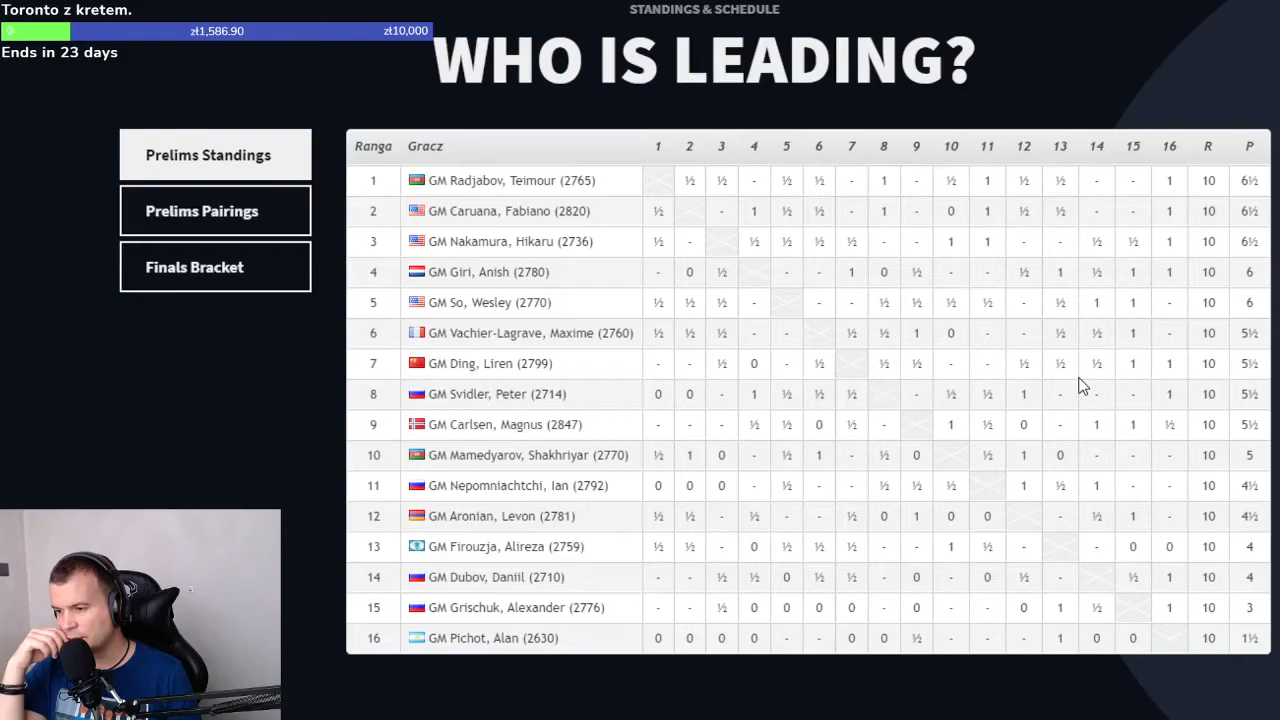 Toronto z kretem.
0 zł1,586.90 zł10,000
Ends in 23 days
STANDINGS & SCHEDULE
WHO IS LEADING?
Prelims Standings
Prelims Pairings
Finals Bracket
Ranga Gracz 1 2 3 4 5 6 7 8 9 10 11 12 13 14 15 16 R P
1 GM Radjabov, Teimour (2765) ½ ½ - ½ ½ - 1 - ½ 1 ½ ½ - - 1 10 6½
2 GM Caruana, Fabiano (2820) ½ - 1 ½ ½ - 1 - 0 1 ½ ½ - - 1 10 6½
3 GM Nakamura, Hikaru (2736) ½ - ½ ½ ½ ½ - - 1 1 - - ½ ½ 1 10 6½
4 GM Giri, Anish (2780) - 0 ½ - - 1 0 ½ - - ½ 1 ½ 1 1 10 6
5 GM So, Wesley (2770) ½ ½ ½ - - - ½ ½ ½ ½ - ½ 1 1 - 10 6
6 GM Vachier-Lagrave, Maxime (2760) ½ ½ ½ - - ½ ½ 1 0 - - ½ ½ 1 - 10 5½
7 GM Ding, Liren (2799) - - ½ 0 - ½ ½ ½ - - ½ ½ ½ 1 1 10 5½
8 GM Svidler, Peter (2714) 0 0 - 1 ½ ½ ½ - ½ ½ 1 - - - 1 10 5½
9 GM Carlsen, Magnus (2847) - - - ½ ½ 0 ½ - 1 ½ 0 - 1 1 ½ 10 5½
10 GM Mamedyarov, Shakhriyar (2770) ½ 1 0 - ½ 1 - ½ 0 ½ 1 0 - - - 10 5
11 GM Nepomniachtchi, Ian (2792) 0 0 0 - ½ - - ½ ½ ½ 1 ½ 1 - - 10 4½
12 GM Aronian, Levon (2781) ½ ½ - ½ - - ½ 0 1 0 0 - ½ 1 - 10 4½
13 GM Firouzja, Alireza (2759) ½ ½ - 0 ½ ½ ½ - - 1 ½ - - 0 0 10 4
14 GM Dubov, Daniil (2710) - - ½ ½ 0 ½ ½ - 0 - 0 ½ - ½ 1 10 4
15 GM Grischuk, Alexander (2776) - - ½ 0 0 0 0 - 0 - - 0 1 ½ 1 10 3
16 GM Pichot, Alan (2630) 0 0 0 0 - - 0 0 ½ - - - 1 0 0 10 1½